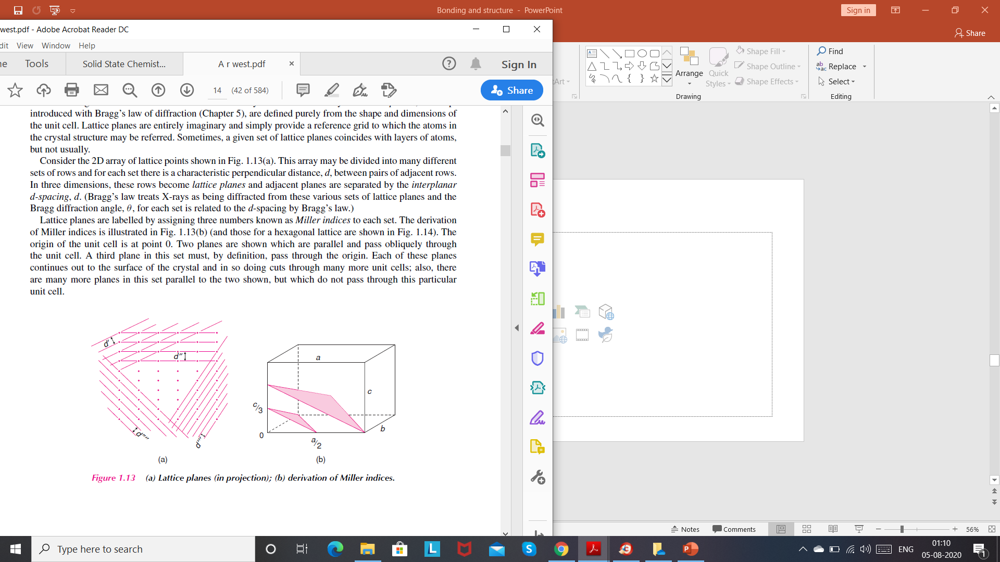 Bonding and structure - PowerPoint
Sign in
west.pdf - Adobe Acrobat Reader DC
Share
dit View Window Help
ne Tools Solid State Chemist... A r west.pdf × Sign In
14 (42 of 584) Share
Find
Replace
Select
Arrange
Quick
Styles
Shape Fill
Shape Outline
Shape Effects
Art
Drawing
Editing
introduced with Bragg's law of diffraction (Chapter 5), are defined purely from the shape and dimensions of
the unit cell. Lattice planes are entirely imaginary and simply provide a reference grid to which the atoms in
the crystal structure may be referred. Sometimes, a given set of lattice planes coincides with layers of atoms,
but not usually.
Consider the 2D array of lattice points shown in Fig. 1.13(a). This array may be divided into many different
sets of rows and for each set there is a characteristic perpendicular distance, d, between pairs of adjacent rows.
In three dimensions, these rows become lattice planes and adjacent planes are separated by the interplanar
d-spacing, d. (Bragg's law treats X-rays as being diffracted from these various sets of lattice planes and the
Bragg diffraction angle, θ, for each set is related to the d-spacing by Bragg's law.)
Lattice planes are labelled by assigning three numbers known as Miller indices to each set. The derivation
of Miller indices is illustrated in Fig. 1.13(b) (and those for a hexagonal lattice are shown in Fig. 1.14). The
origin of the unit cell is at point 0. Two planes are shown which are parallel and pass obliquely through
the unit cell. A third plane in this set must, by definition, pass through the origin. Each of these planes
continues out to the surface of the crystal and in so doing cuts through many more unit cells; also, there
are many more planes in this set parallel to the two shown, but which do not pass through this particular
unit cell.
d'
d''
d''''
d'''
a
c
c/3
0
b
a/2
(a) (b)
Figure 1.13 (a) Lattice planes (in projection); (b) derivation of Miller indices.
Notes Comments 56%
Type here to search
ENG
01:10
05-08-2020
1